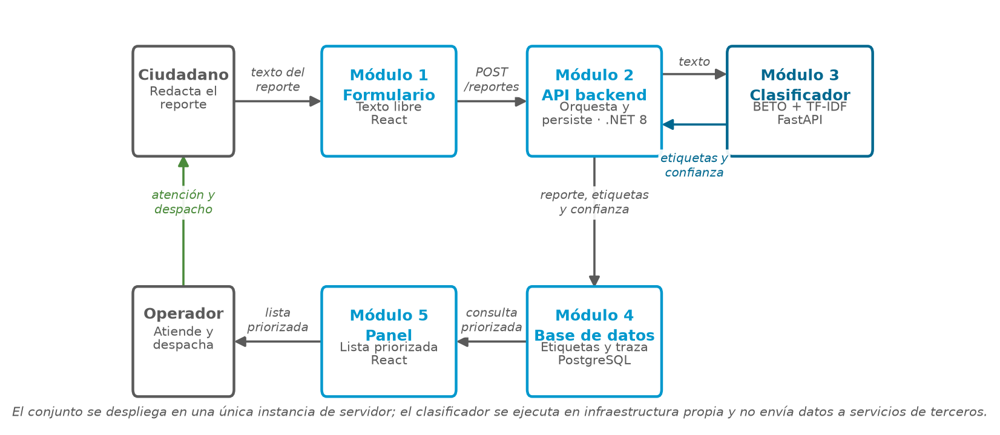 Ciudadano
Redacta el
reporte
texto del
reporte
Módulo 1
Formulario
Texto libre
React
POST
/reportes
Módulo 2
API backend
Orquesta y
persiste · .NET 8
texto
Módulo 3
Clasificador
BETO + TF-IDF
FastAPI
etiquetas y
confianza
reporte, etiquetas
y confianza
atención y
despacho
Operador
Atiende y
despacha
lista
priorizada
Módulo 5
Panel
Lista priorizada
React
consulta
priorizada
Módulo 4
Base de datos
Etiquetas y traza
PostgreSQL
El conjunto se despliega en una única instancia de servidor; el clasificador se ejecuta en infraestructura propia y no envía datos a servicios de terceros.